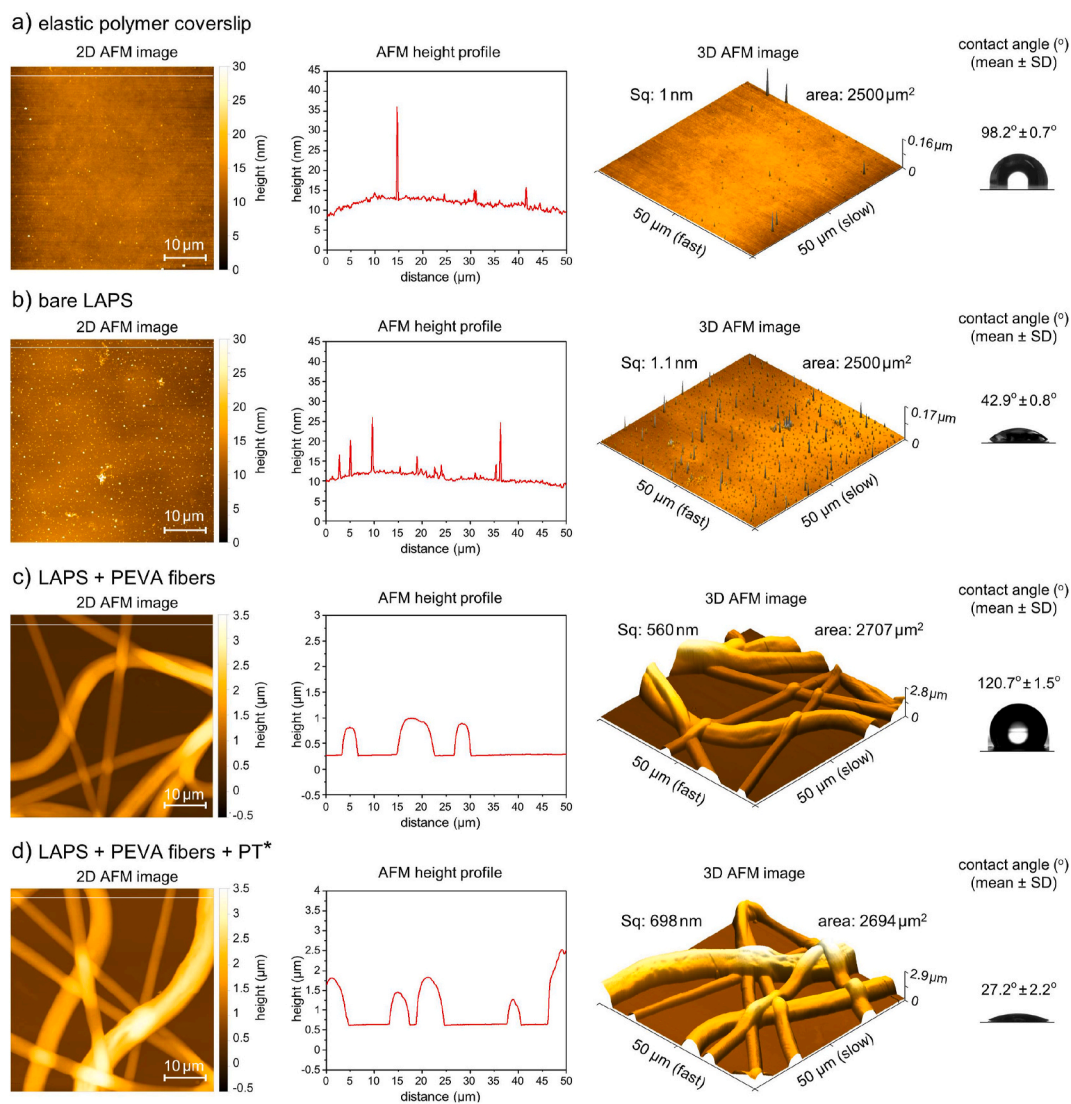 a) elastic polymer coverslip
2D AFM image
AFM height profile
3D AFM image
contact angle (°)
(mean ± SD)
30
25
20
15
10
5
0
height (nm)
10 µm
45
40
35
30
25
20
15
10
5
0
height (nm)
0 5 10 15 20 25 30 35 40 45 50
distance (µm)
Sq: 1 nm
area: 2500 µm²
0.16 µm
0
50 µm (fast)
50 µm (slow)
98.2° ± 0.7°
b) bare LAPS
2D AFM image
AFM height profile
3D AFM image
contact angle (°)
(mean ± SD)
30
25
20
15
10
5
0
height (nm)
10 µm
45
40
35
30
25
20
15
10
5
0
height (nm)
0 5 10 15 20 25 30 35 40 45 50
distance (µm)
Sq: 1.1 nm
area: 2500 µm²
0.17 µm
0
50 µm (fast)
50 µm (slow)
42.9° ± 0.8°
c) LAPS + PEVA fibers
2D AFM image
AFM height profile
3D AFM image
contact angle (°)
(mean ± SD)
3.5
3
2.5
2
1.5
1
0.5
0
-0.5
height (µm)
10 µm
3
2.5
2
1.5
1
0.5
0
-0.5
height (µm)
0 5 10 15 20 25 30 35 40 45 50
distance (µm)
Sq: 560 nm
area: 2707 µm²
2.8 µm
0
50 µm (fast)
50 µm (slow)
120.7° ± 1.5°
d) LAPS + PEVA fibers + PT*
2D AFM image
AFM height profile
3D AFM image
contact angle (°)
(mean ± SD)
3.5
3
2.5
2
1.5
1
0.5
0
-0.5
height (µm)
10 µm
4
3.5
3
2.5
2
1.5
1
0.5
0
-0.5
height (µm)
0 5 10 15 20 25 30 35 40 45 50
distance (µm)
Sq: 698 nm
area: 2694 µm²
2.9 µm
0
50 µm (fast)
50 µm (slow)
27.2° ± 2.2°